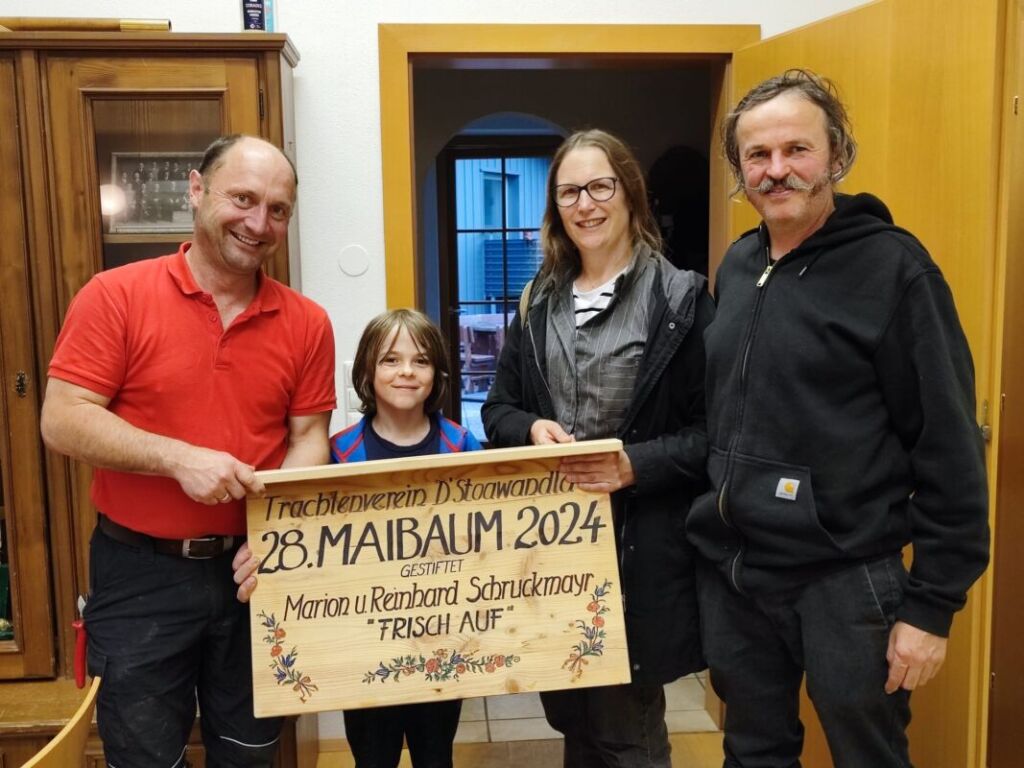 Trachtenverein D'Stoawandla
28. MAIBAUM 2024
GESTIFTET
Marion u. Reinhard Schruckmayr
"FRISCH AUF"